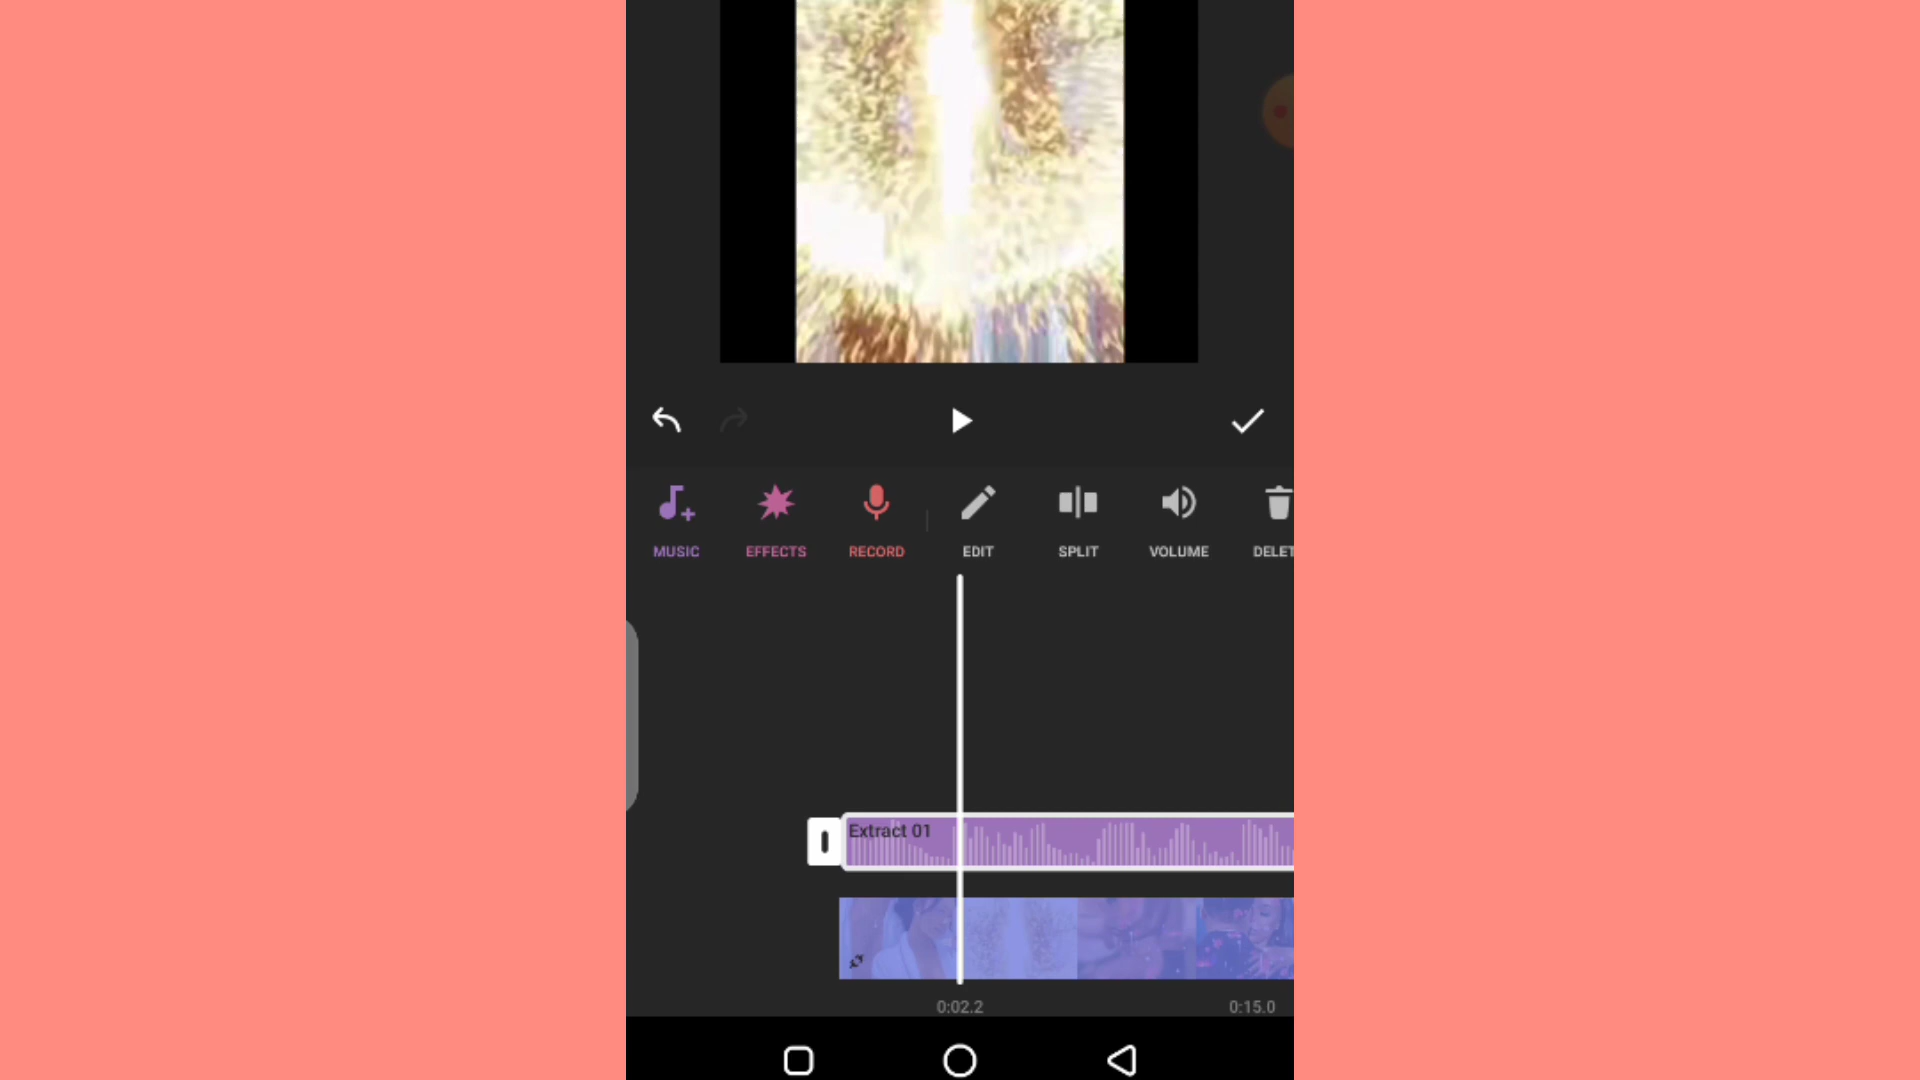 MUSIC EFFECTS RECORD EDIT SPLIT VOLUME DELET
Extract 01
0:02.2 0:15.0